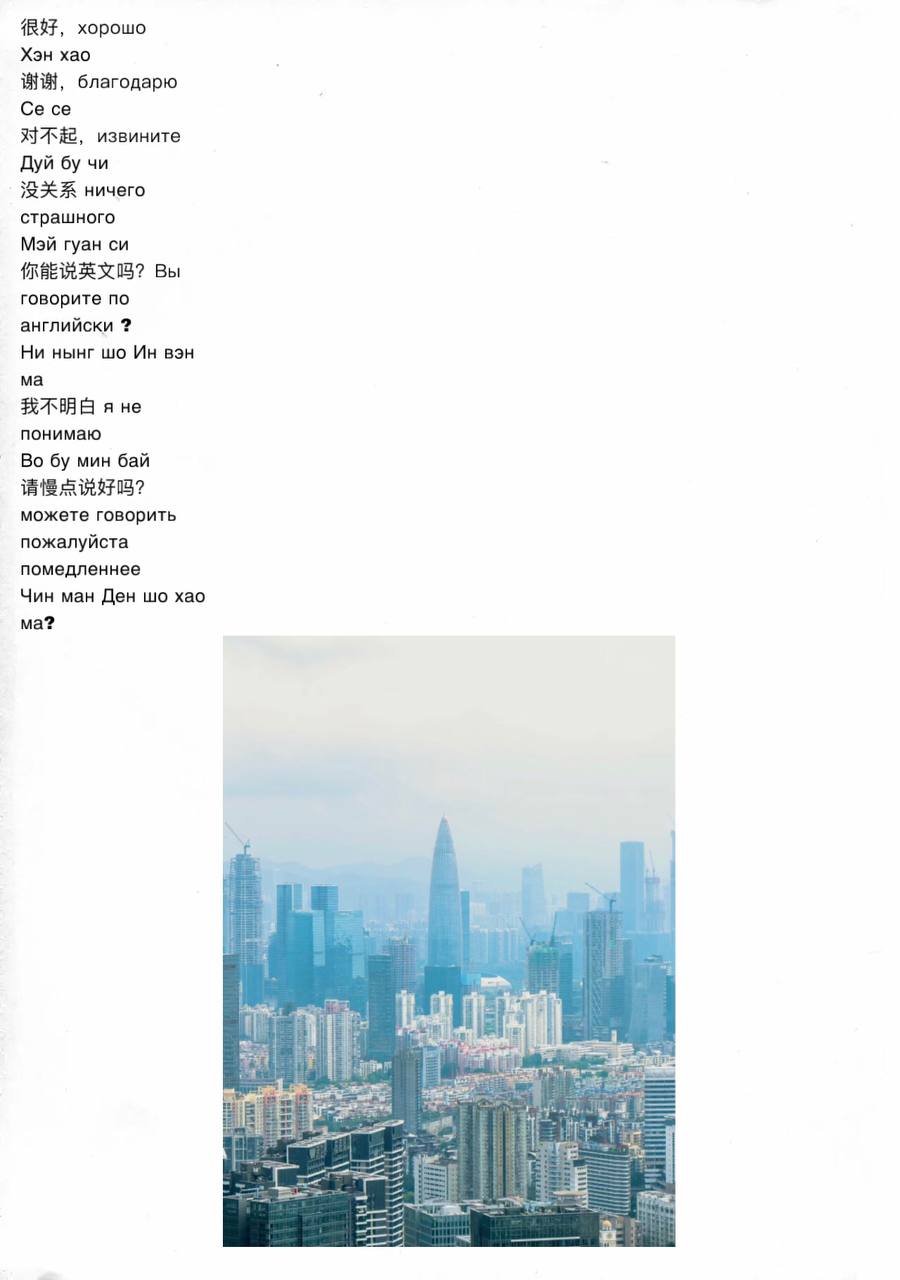 很好，хорошо
Хэн хао
谢谢，благодарю
Се се
对不起，извините
Дуй бу чи
没关系 ничего
страшного
Мэй гуан си
你能说英文吗？Вы
говорите по
английски ?
Ни нынг шо Ин вэн
ма
我不明白 я не
понимаю
Во бу мин бай
请慢点说好吗？
можете говорить
пожалуйста
помедленнее
Чин ман Ден шо хао
ма?